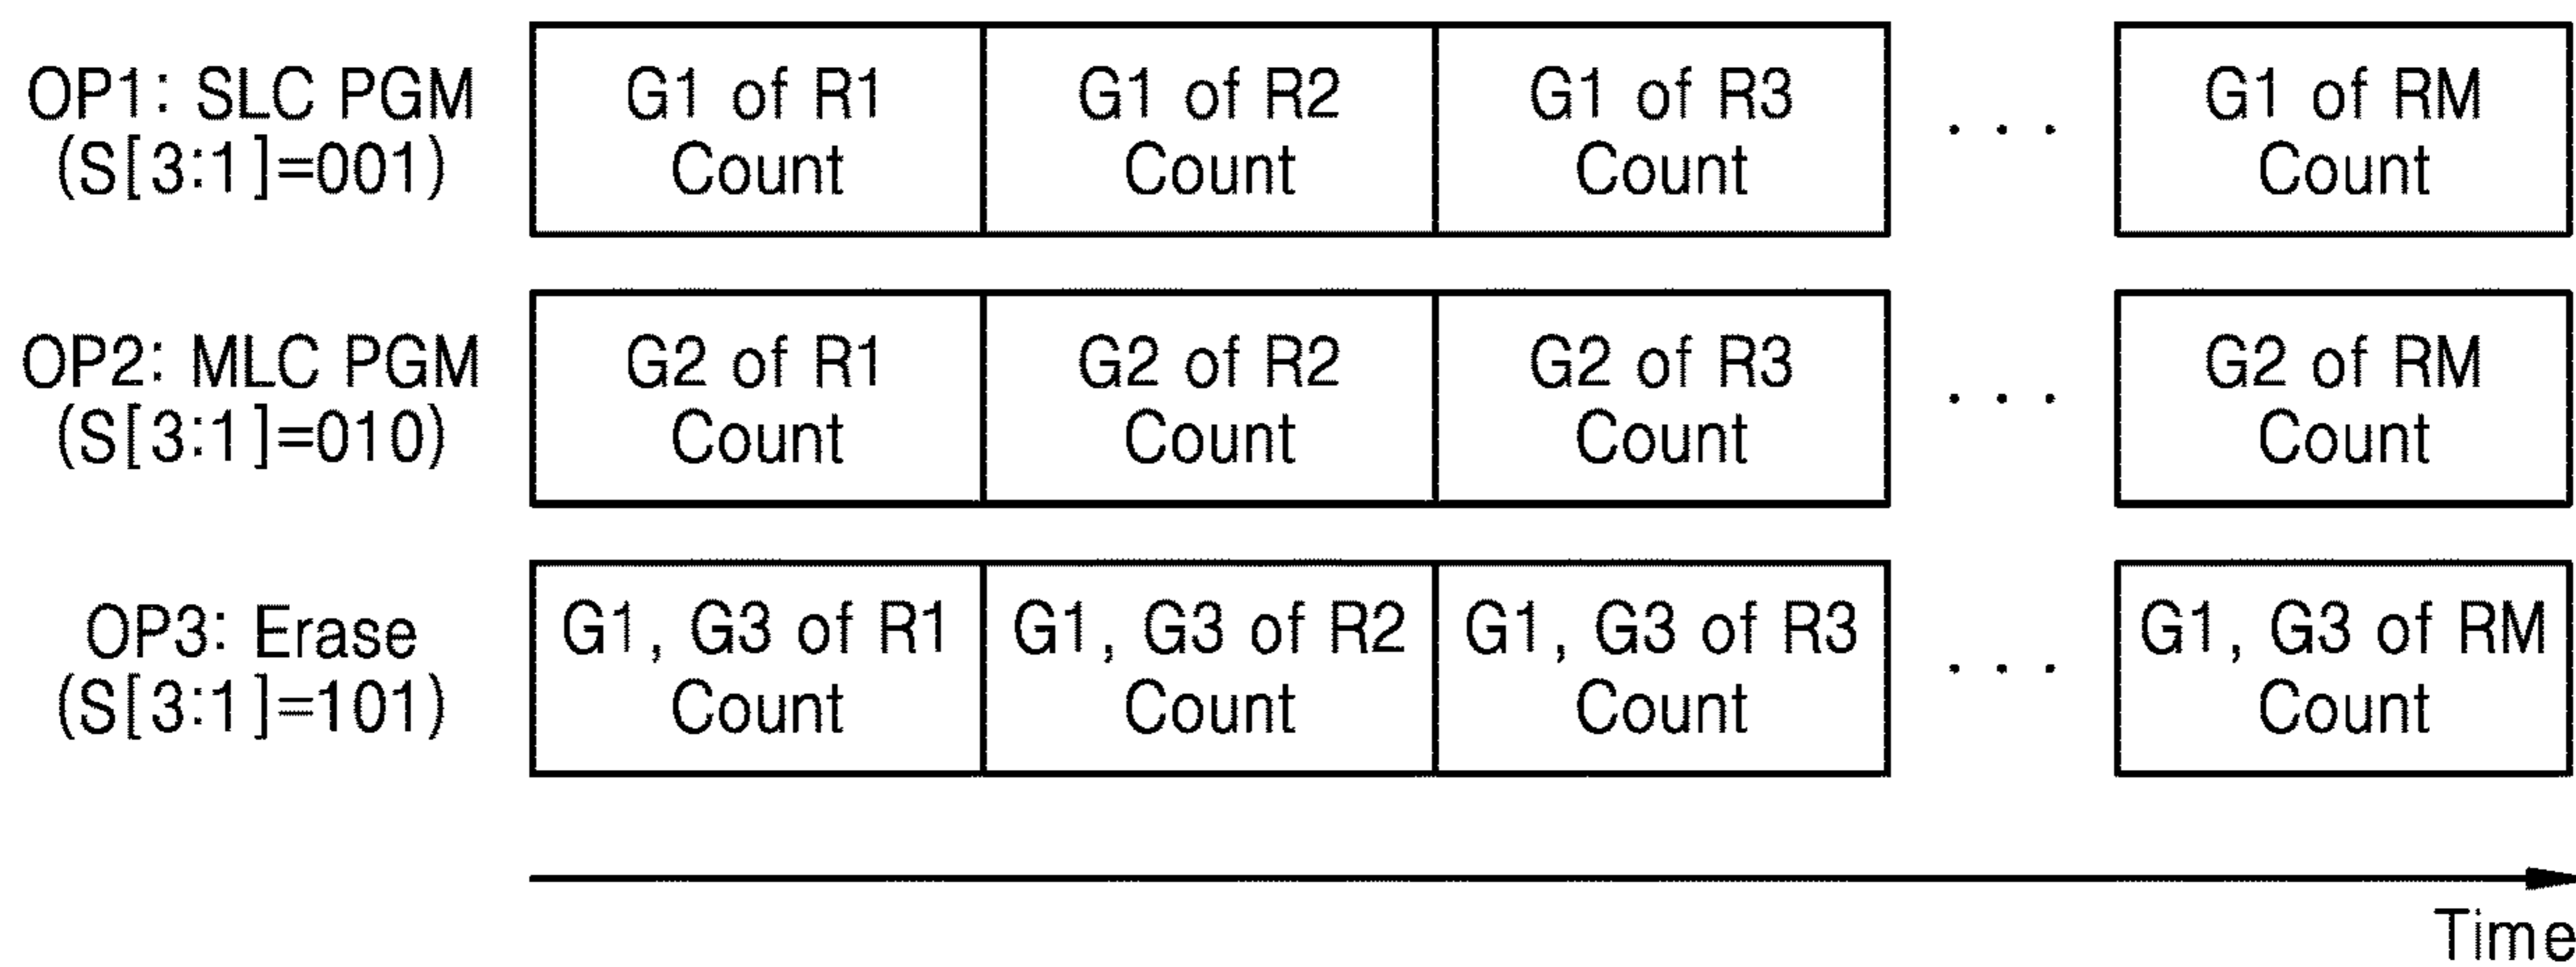 OP1: SLC PGM
(S[3:1]=001)
G1 of R1
Count
G1 of R2
Count
G1 of R3
Count
. . .
G1 of RM
Count
OP2: MLC PGM
(S[3:1]=010)
G2 of R1
Count
G2 of R2
Count
G2 of R3
Count
. . .
G2 of RM
Count
OP3: Erase
(S[3:1]=101)
G1, G3 of R1
Count
G1, G3 of R2
Count
G1, G3 of R3
Count
. . .
G1, G3 of RM
Count
Time